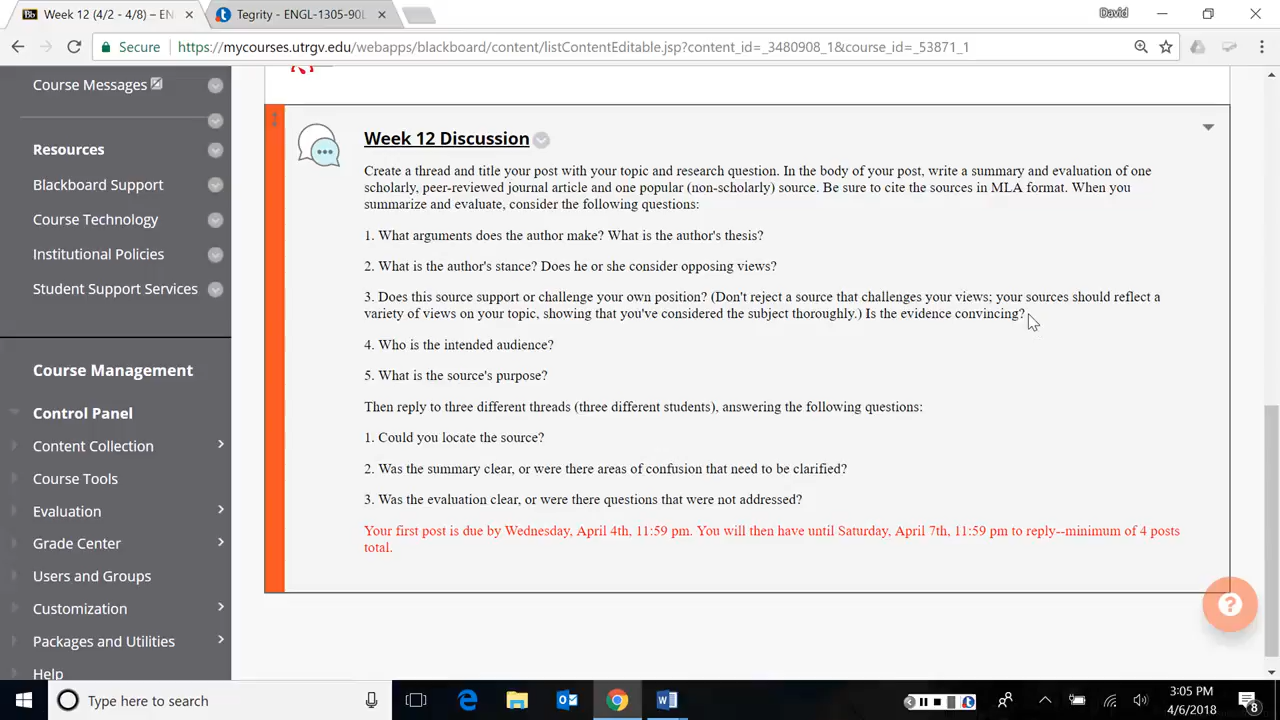 Week 12 (4/2 - 4/8) – EN
Tegrity - ENGL-1305-90L
David
Secure
https://mycourses.utrgv.edu/webapps/blackboard/content/listContentEditable.jsp?content_id=_3480908_1&course_id=_53871_1
Course Messages
Resources
Blackboard Support
Course Technology
Institutional Policies
Student Support Services
Course Management
Control Panel
Content Collection
Course Tools
Evaluation
Grade Center
Users and Groups
Customization
Packages and Utilities
Help
Week 12 Discussion
Create a thread and title your post with your topic and research question. In the body of your post, write a summary and evaluation of one
scholarly, peer-reviewed journal article and one popular (non-scholarly) source. Be sure to cite the sources in MLA format. When you
summarize and evaluate, consider the following questions:
1. What arguments does the author make? What is the author's thesis?
2. What is the author's stance? Does he or she consider opposing views?
3. Does this source support or challenge your own position? (Don't reject a source that challenges your views; your sources should reflect a
variety of views on your topic, showing that you've considered the subject thoroughly.) Is the evidence convincing?
4. Who is the intended audience?
5. What is the source's purpose?
Then reply to three different threads (three different students), answering the following questions:
1. Could you locate the source?
2. Was the summary clear, or were there areas of confusion that need to be clarified?
3. Was the evaluation clear, or were there questions that were not addressed?
Your first post is due by Wednesday, April 4th, 11:59 pm. You will then have until Saturday, April 7th, 11:59 pm to reply--minimum of 4 posts
total.
?
Type here to search
3:05 PM
4/6/2018
8